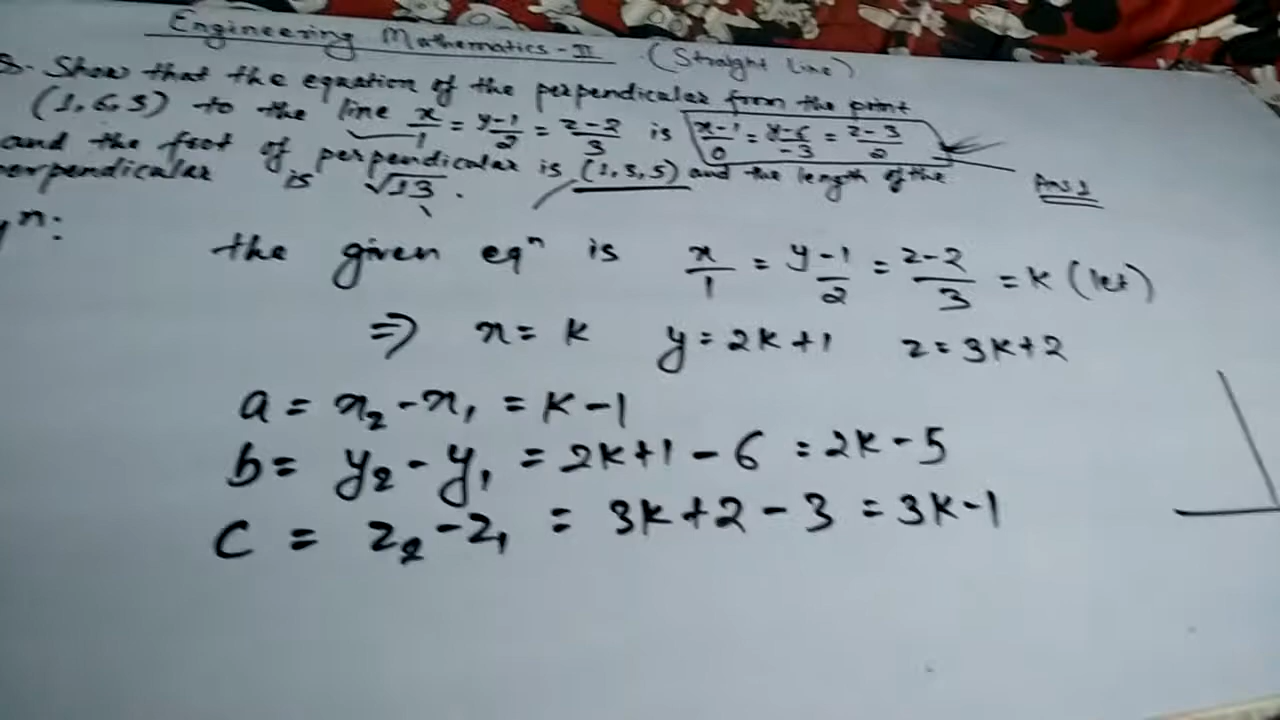 Engineering Mathematics-II (Straight Line)
8. Show that the equation of the perpendicular from the point
(1,6,3) to the line x/1 = y-1/2 = z-2/3 is x-1/0 = y-6/-3 = z-3/2
and the foot of perpendicular is (1,3,5) and the length of the
perpendicular is √13.
Ans 1
n:
the given eqⁿ is x/1 = y-1/2 = z-2/3 = k (let)
⇒ x = k y = 2k+1 z = 3k+2
a = x₂-x₁ = k-1
b = y₂-y₁ = 2k+1-6 = 2k-5
c = z₂-z₁ = 3k+2-3 = 3k-1